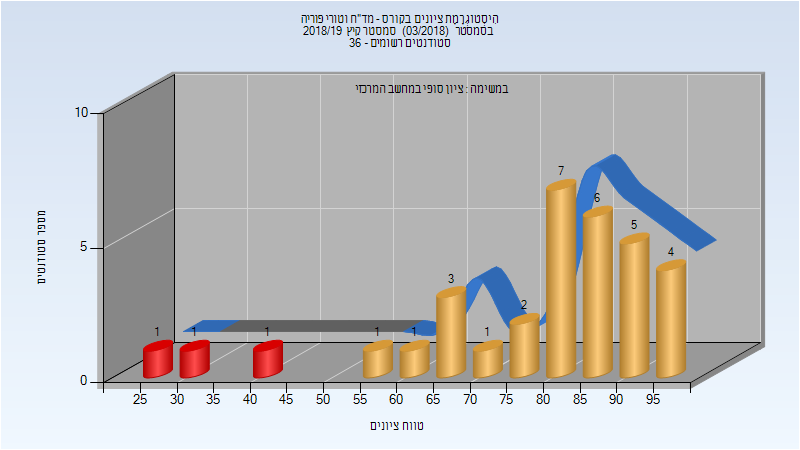 היסטוגרמת ציונים בקורס - מד"ח וטורי פוריה
בסמסטר (03/2018) סמסטר קיץ 2018/19
סטודנטים רשומים - 36
במשימה : ציון סופי במחשב המרכזי
מספר סטודנטים
10
5
0
1
1
1
1
1
3
1
2
7
6
5
4
25 30 35 40 45 50 55 60 65 70 75 80 85 90 95
טווח ציונים